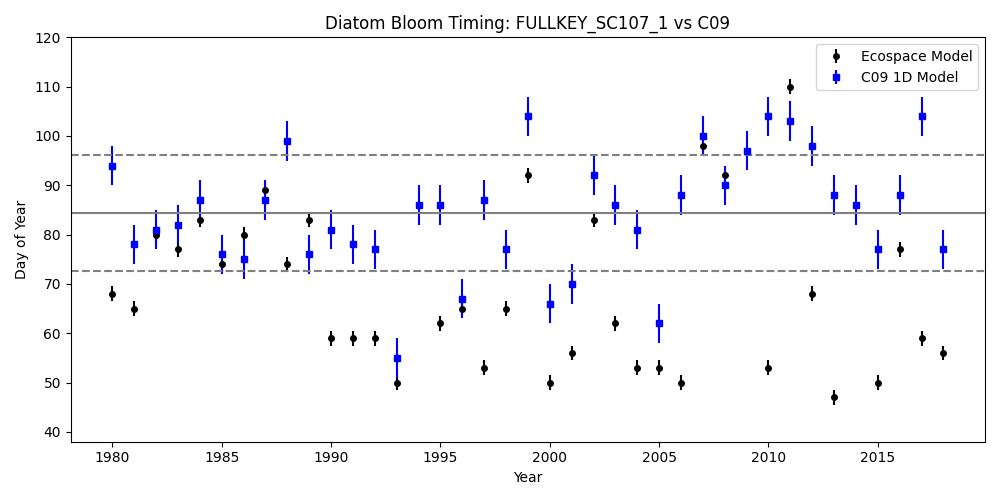 Diatom Bloom Timing: FULLKEY_SC107_1 vs C09
Ecospace Model
C09 1D Model
Day of Year
120
110
100
90
80
70
60
50
40
1980 1985 1990 1995 2000 2005 2010 2015
Year